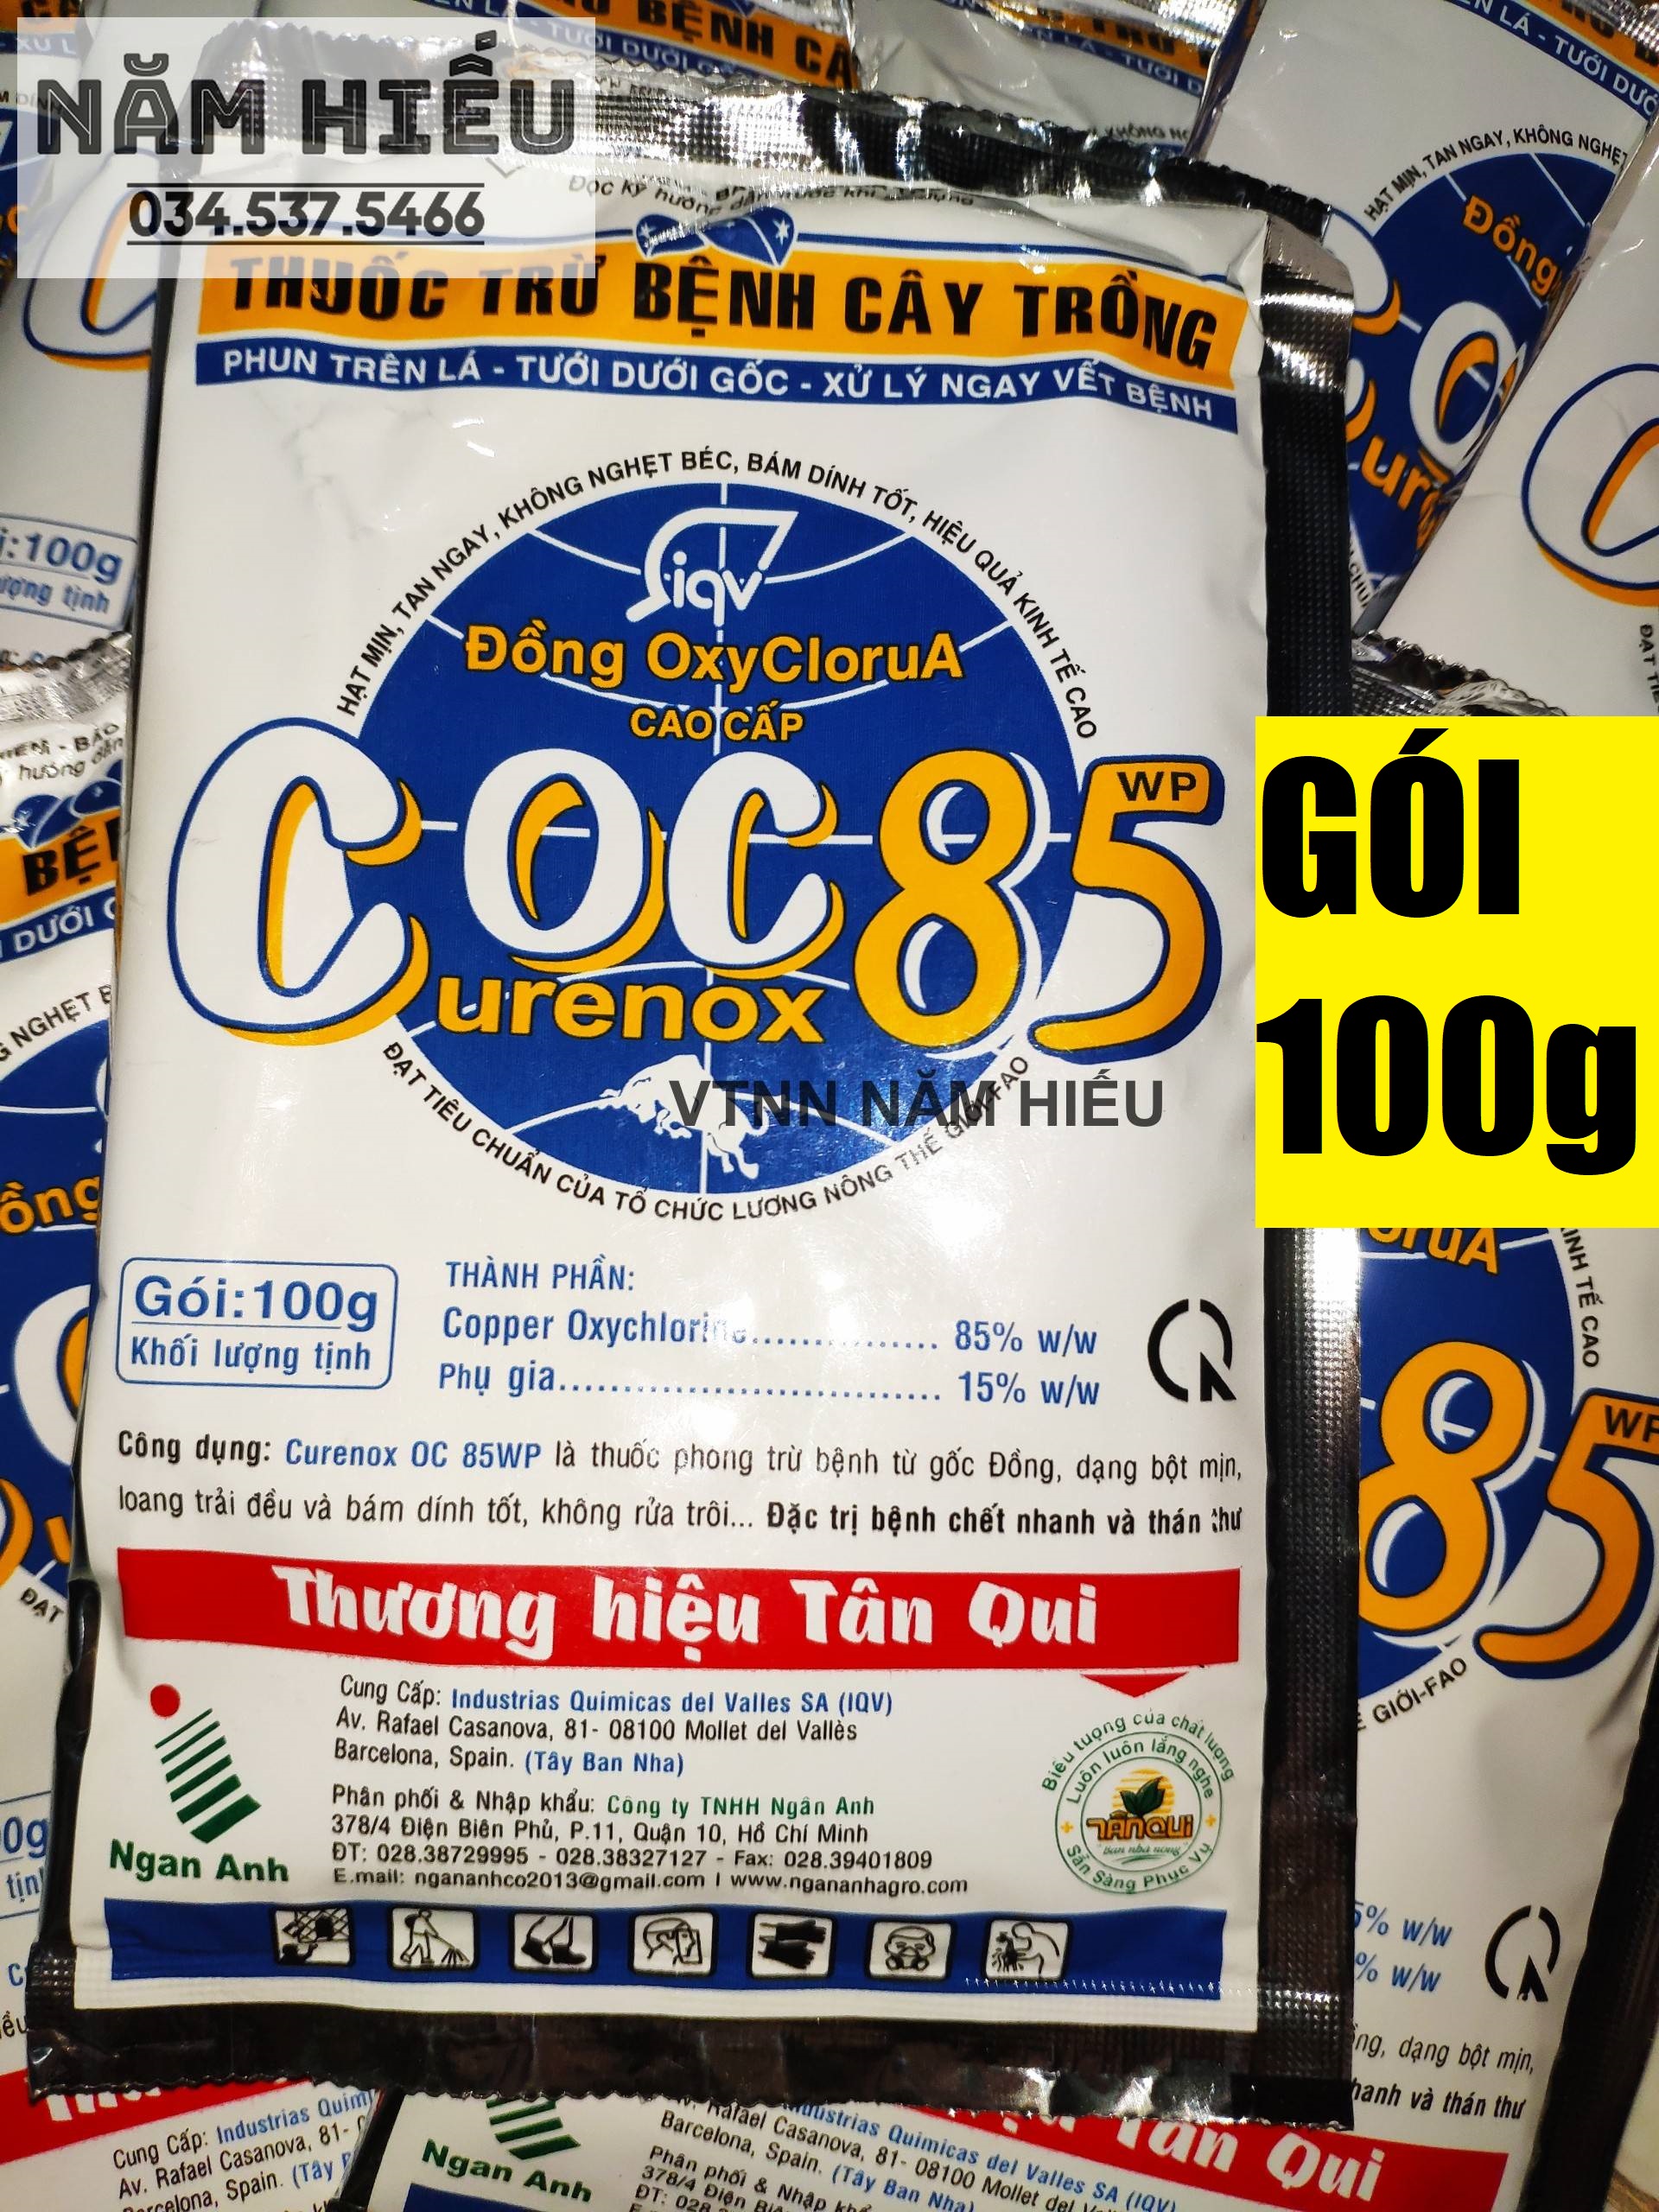 NĂM HIẾU
034.537.5466
THUỐC TRỪ BỆNH CÂY TRỒNG
PHUN TRÊN LÁ - TƯỚI DƯỚI GỐC - XỬ LÝ NGAY VẾT BỆNH
HẠT MỊN, TAN NGAY, KHÔNG NGHẸT BÉC, BÁM DÍNH TỐT, HIỆU QUẢ KINH TẾ CAO
iqv
Đồng OxyCloruA
CAO CẤP
COC85 WP
Curenox
GÓI
100g
VTNN NĂM HIẾU
ĐẠT TIÊU CHUẨN CỦA TỔ CHỨC LƯƠNG NÔNG THẾ GIỚI-FAO
Gói:100g
Khối lượng tịnh
THÀNH PHẦN:
Copper Oxychlorine.............. 85% w/w
Phụ gia.............................. 15% w/w
Công dụng: Curenox OC 85WP là thuốc phong trừ bệnh từ gốc Đồng, dạng bột mịn,
loang trải đều và bám dính tốt, không rửa trôi... Đặc trị bệnh chết nhanh và thán thư
Thương hiệu Tân Qui
Cung Cấp: Industrias Quimicas del Valles SA (IQV)
Av. Rafael Casanova, 81- 08100 Mollet del Vallès
Barcelona, Spain. (Tây Ban Nha)
Phân phối & Nhập khẩu: Công ty TNHH Ngân Anh
378/4 Điện Biên Phủ, P.11, Quận 10, Hồ Chí Minh
ĐT: 028.38729995 - 028.38327127 - Fax: 028.39401809
E.mail: ngananhco2013@gmail.com I www.ngananhagro.com
Ngan Anh
Biểu tượng của chất lượng
Luôn luôn lắng nghe
TÂN QUI
Bạn nhà nông
Sẵn Sàng Phục Vụ